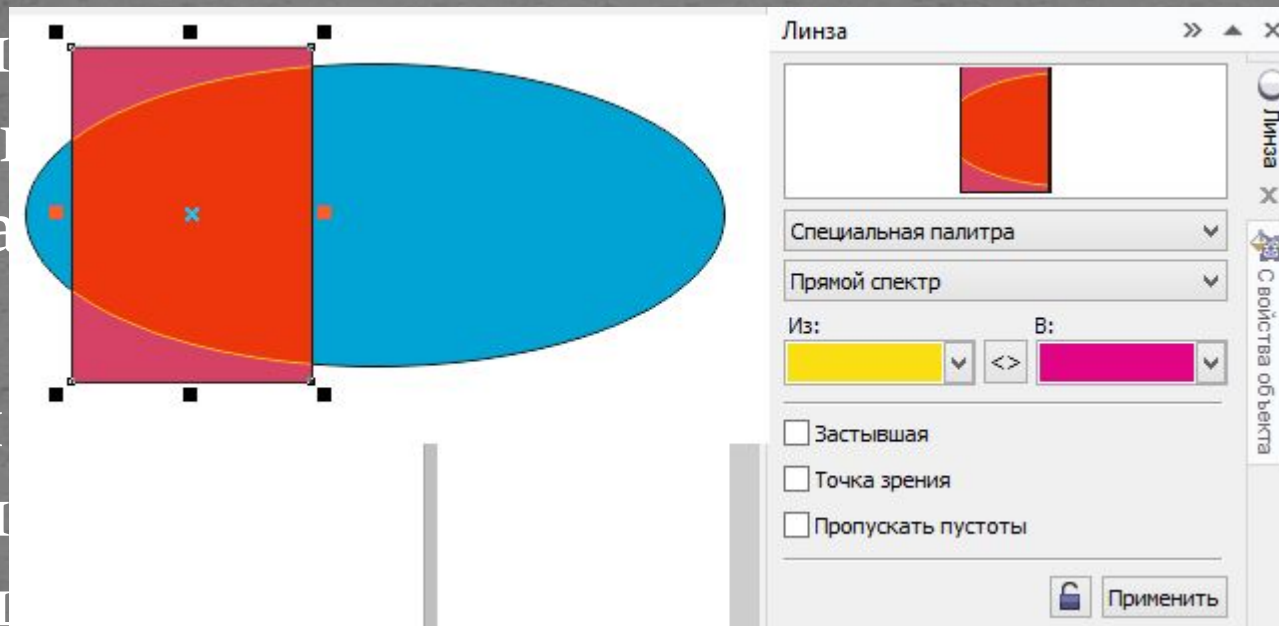 Линза
Линза
Специальная палитра
Прямой спектр
Из:
В:
<>
Свойства объекта
Застывшая
Точка зрения
Пропускать пустоты
Применить